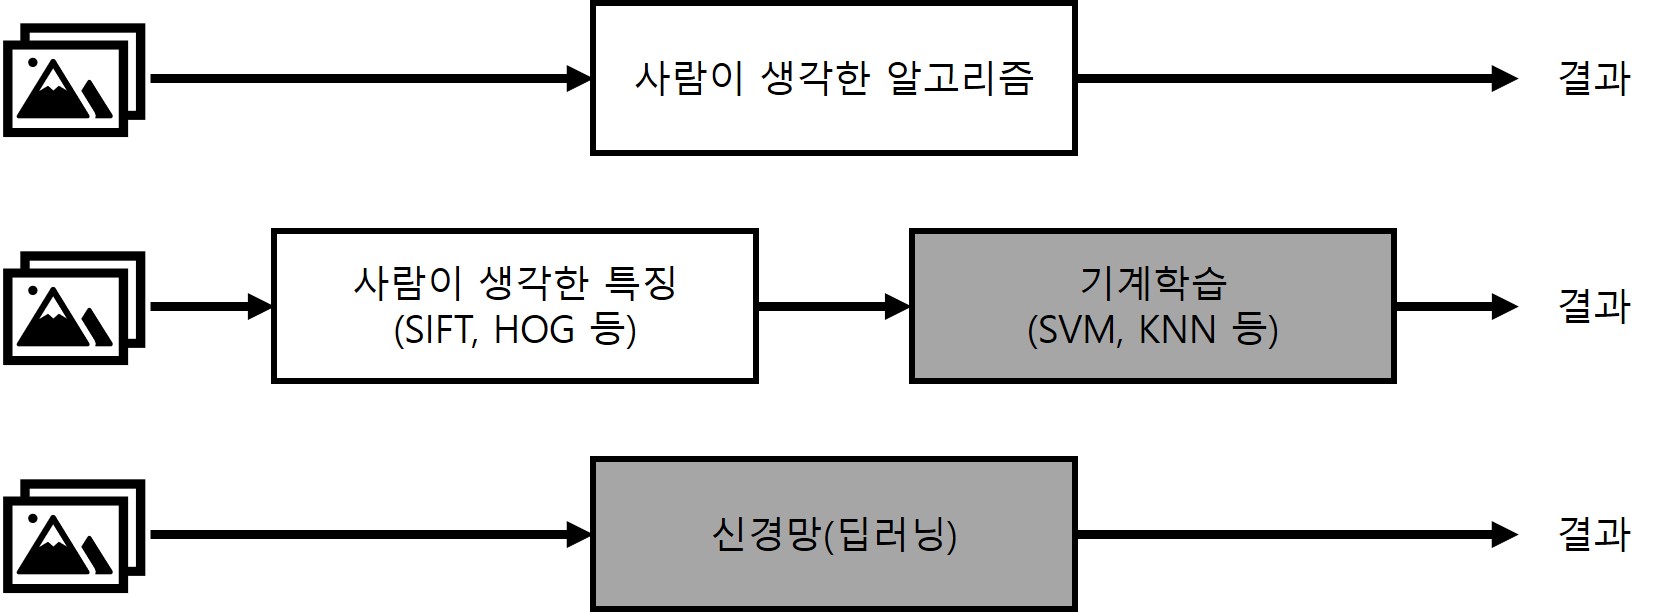 사람이 생각한 알고리즘
결과
사람이 생각한 특징
(SIFT, HOG 등)
기계학습
(SVM, KNN 등)
결과
신경망(딥러닝)
결과